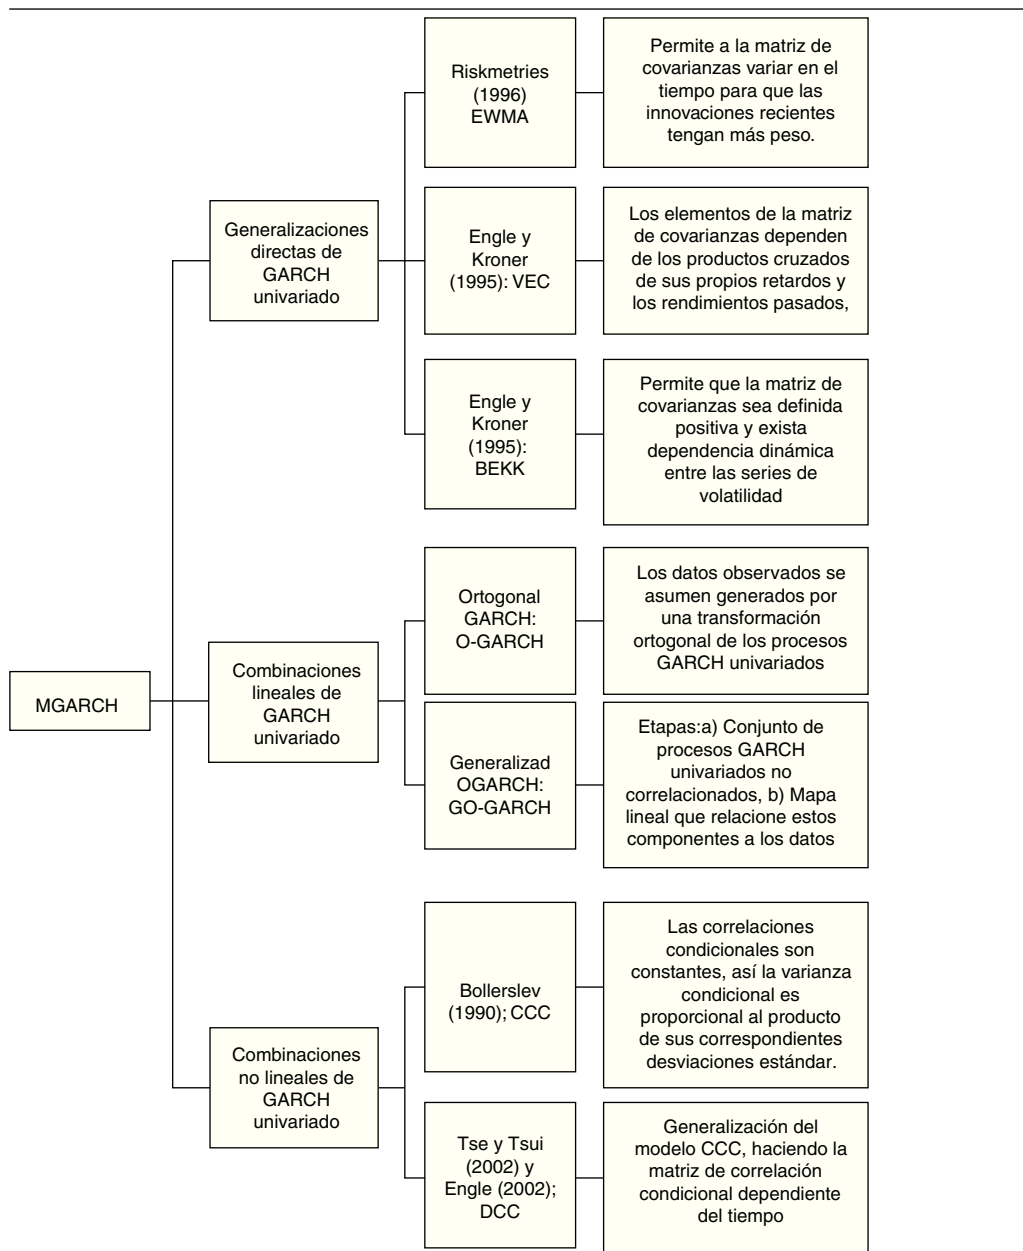 MGARCH
Generalizaciones
directas de
GARCH
univariado
Riskmetries
(1996)
EWMA
Permite a la matriz de
covarianzas variar en el
tiempo para que las
innovaciones recientes
tengan más peso.
Engle y
Kroner
(1995): VEC
Los elementos de la matriz
de covarianzas dependen
de los productos cruzados
de sus propios retardos y
los rendimientos pasados,
Engle y
Kroner
(1995):
BEKK
Permite que la matriz de
covarianzas sea definida
positiva y exista
dependencia dinámica
entre las series de
volatilidad
Combinaciones
lineales de
GARCH
univariado
Ortogonal
GARCH:
O-GARCH
Los datos observados se
asumen generados por
una transformación
ortogonal de los procesos
GARCH univariados
Generalizad
OGARCH:
GO-GARCH
Etapas:a) Conjunto de
procesos GARCH
univariados no
correlacionados, b) Mapa
lineal que relacione estos
componentes a los datos
Combinaciones
no lineales de
GARCH
univariado
Bollerslev
(1990); CCC
Las correlaciones
condicionales son
constantes, así la varianza
condicional es
proporcional al producto
de sus correspondientes
desviaciones estándar.
Tse y Tsui
(2002) y
Engle (2002);
DCC
Generalización del
modelo CCC, haciendo la
matriz de correlación
condicional dependiente
del tiempo